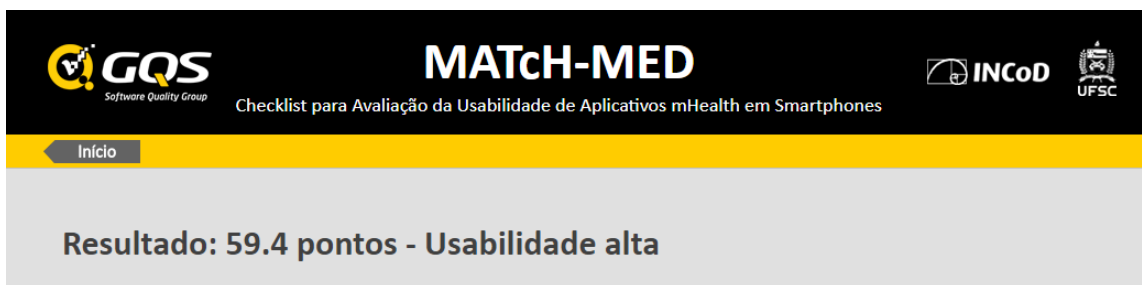 GQS
Software Quality Group
MATcH-MED
Checklist para Avaliação da Usabilidade de Aplicativos mHealth em Smartphones
INCoD
UFSC
Início
Resultado: 59.4 pontos - Usabilidade alta